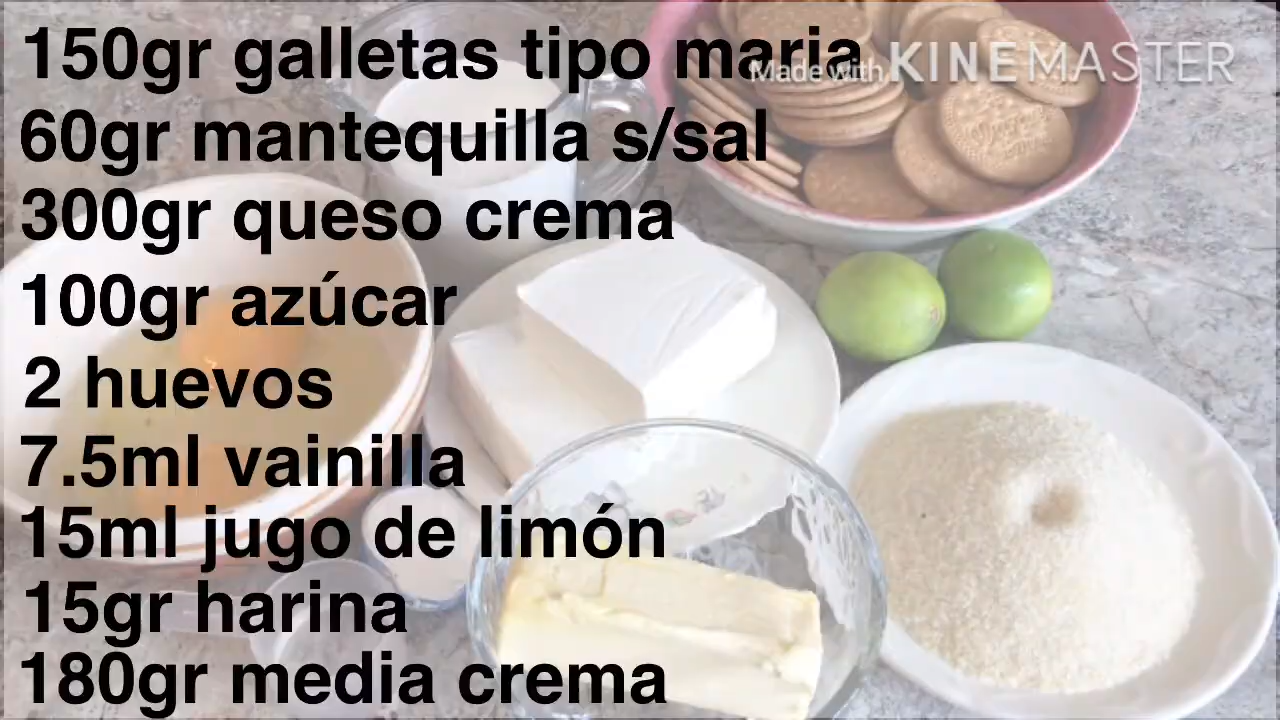 150gr galletas tipo maria
Made with KINEMASTER
60gr mantequilla s/sal
300gr queso crema
100gr azúcar
2 huevos
7.5ml vainilla
15ml jugo de limón
15gr harina
180gr media crema